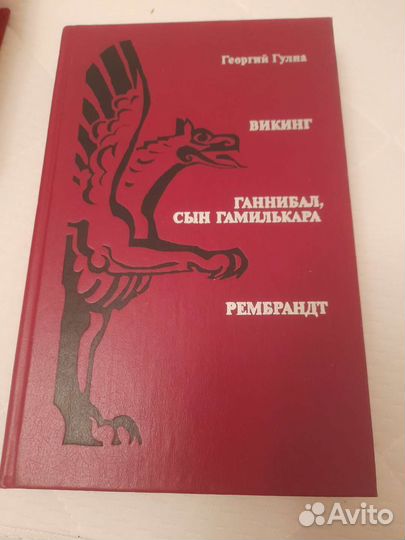 Георгий Гулиа
ВИКИНГ
ГАННИБАЛ,
СЫН ГАМИЛЬКАРА
РЕМБРАНДТ
Avito